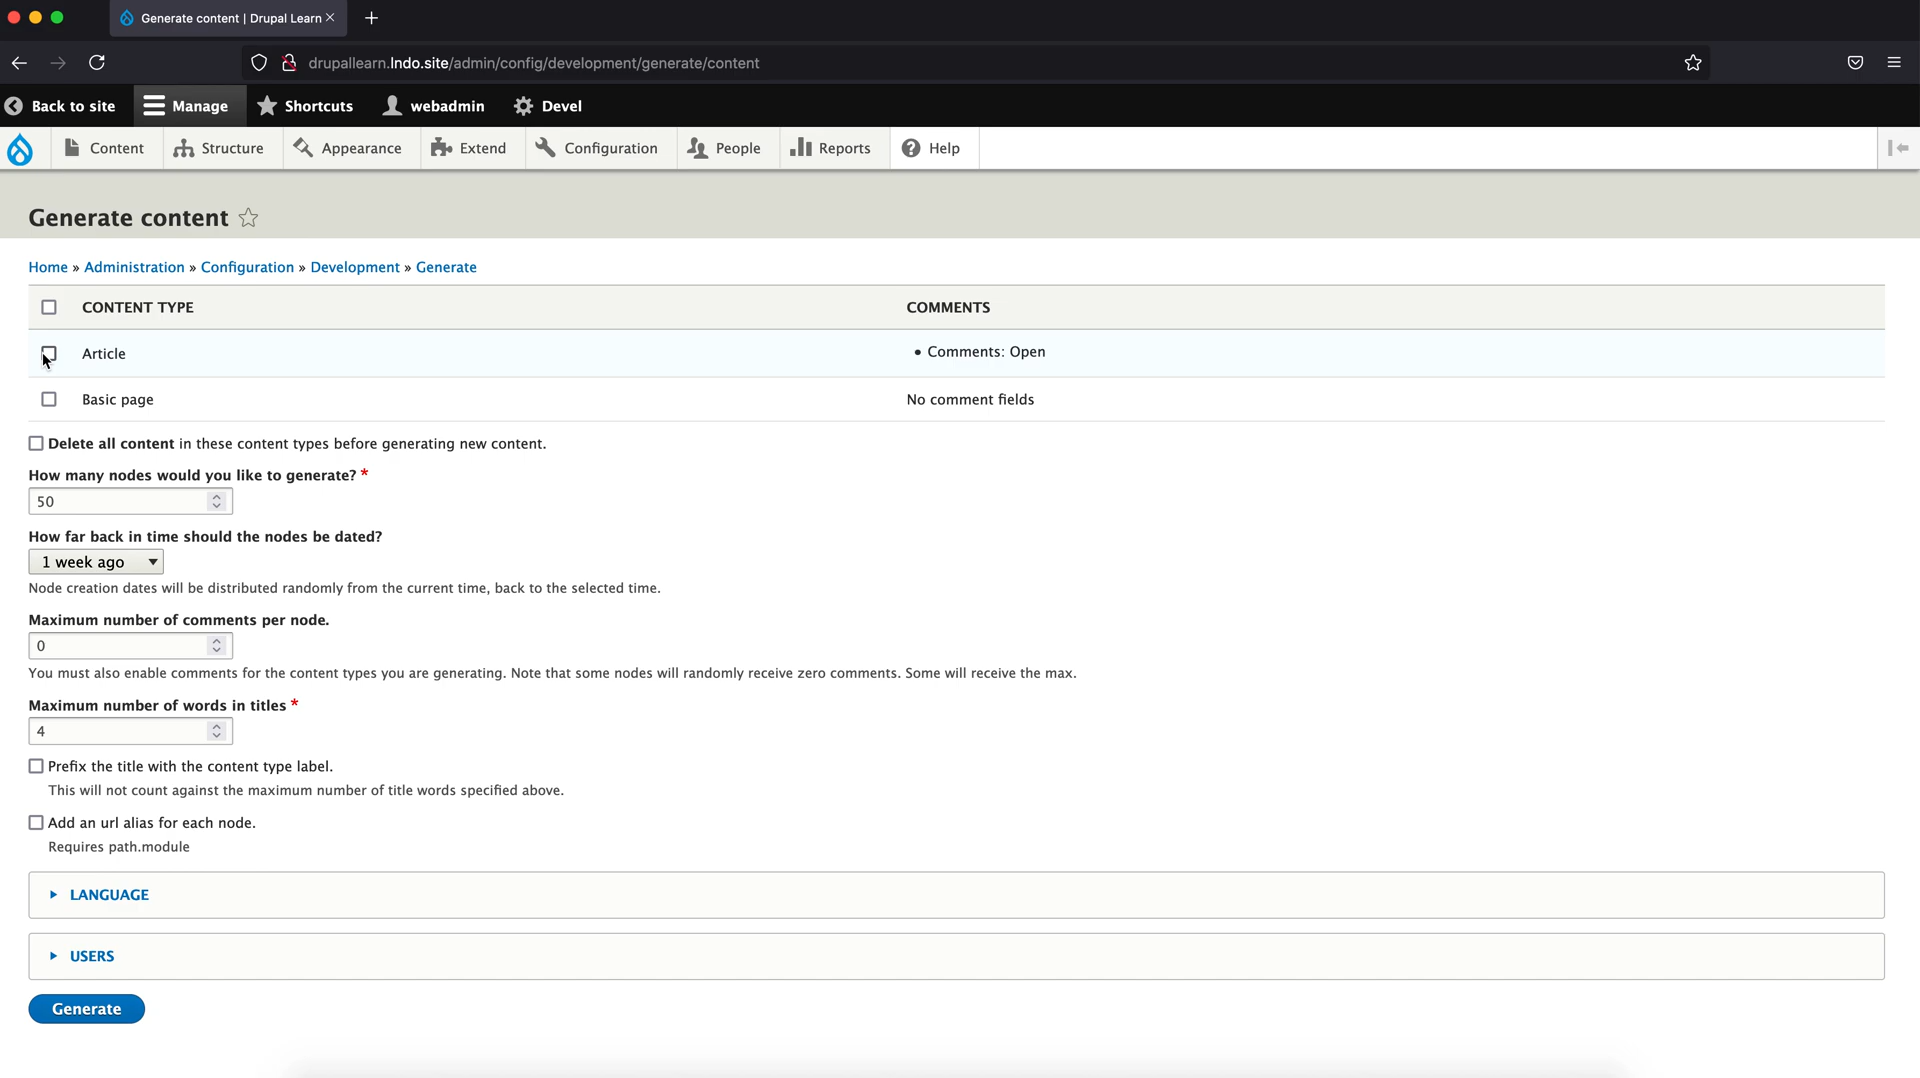 Generate content | Drupal Learn
drupallearn.lndo.site/admin/config/development/generate/content
Back to site Manage Shortcuts webadmin Devel
Content Structure Appearance Extend Configuration People Reports Help
Generate content
Home » Administration » Configuration » Development » Generate
CONTENT TYPE COMMENTS
Article • Comments: Open
Basic page No comment fields
Delete all content in these content types before generating new content.
How many nodes would you like to generate? *
50
How far back in time should the nodes be dated?
1 week ago
Node creation dates will be distributed randomly from the current time, back to the selected time.
Maximum number of comments per node.
0
You must also enable comments for the content types you are generating. Note that some nodes will randomly receive zero comments. Some will receive the max.
Maximum number of words in titles *
4
Prefix the title with the content type label.
This will not count against the maximum number of title words specified above.
Add an url alias for each node.
Requires path.module
LANGUAGE
USERS
Generate